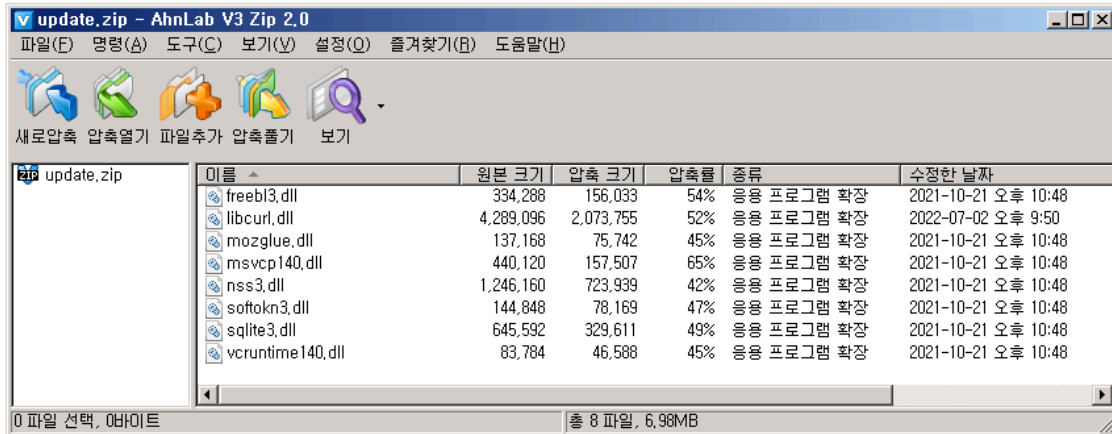 update.zip - AhnLab V3 Zip 2.0
파일(F) 명령(A) 도구(C) 보기(V) 설정(O) 즐겨찾기(R) 도움말(H)
새로압축 압축열기 파일추가 압축풀기 보기
ZIP update.zip
이름 원본 크기 압축 크기 압축률 종류 수정한 날짜
freebl3.dll 334,288 156,033 54% 응용 프로그램 확장 2021-10-21 오후 10:48
libcurl.dll 4,289,096 2,073,755 52% 응용 프로그램 확장 2022-07-02 오후 9:50
mozglue.dll 137,168 75,742 45% 응용 프로그램 확장 2021-10-21 오후 10:48
msvcp140.dll 440,120 157,507 65% 응용 프로그램 확장 2021-10-21 오후 10:48
nss3.dll 1,246,160 723,939 42% 응용 프로그램 확장 2021-10-21 오후 10:48
softokn3.dll 144,848 78,169 47% 응용 프로그램 확장 2021-10-21 오후 10:48
sqlite3.dll 645,592 329,611 49% 응용 프로그램 확장 2021-10-21 오후 10:48
vcruntime140.dll 83,784 46,588 45% 응용 프로그램 확장 2021-10-21 오후 10:48
0 파일 선택, 0바이트 총 8 파일, 6.98MB